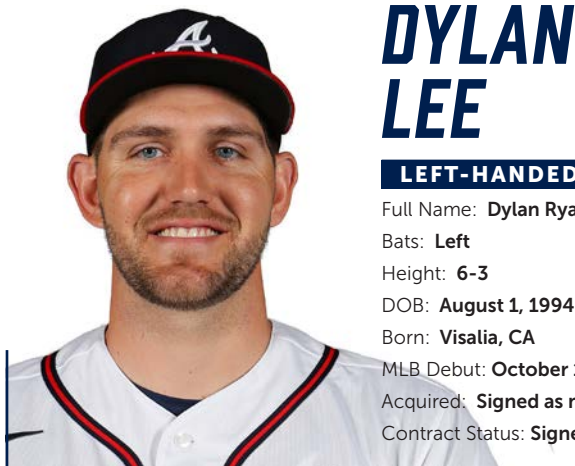 DYLAN
LEE
LEFT-HANDED
Full Name: Dylan Rya
Bats: Left
Height: 6-3
DOB: August 1, 1994
Born: Visalia, CA
MLB Debut: October
Acquired: Signed as
Contract Status: Signe